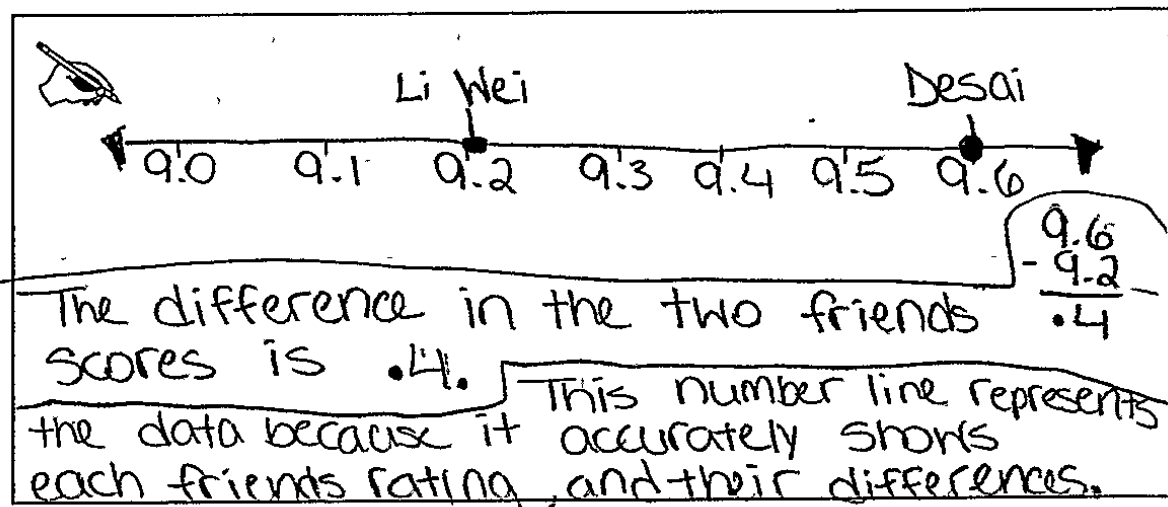 Li Wei Desai
9.0 9.1 9.2 9.3 9.4 9.5 9.6
9.6
- 9.2
.4
The difference in the two friends
scores is .4. This number line represents
the data because it accurately shows
each friends rating, and their differences.